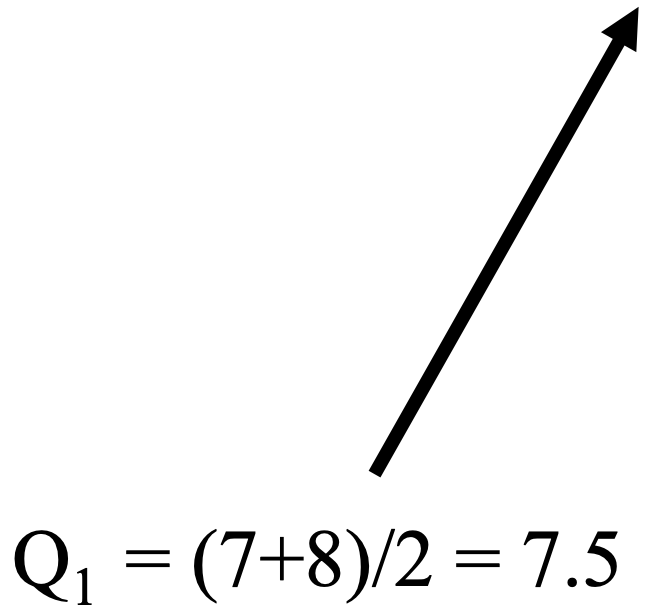 Q₁ = (7+8)/2 = 7.5